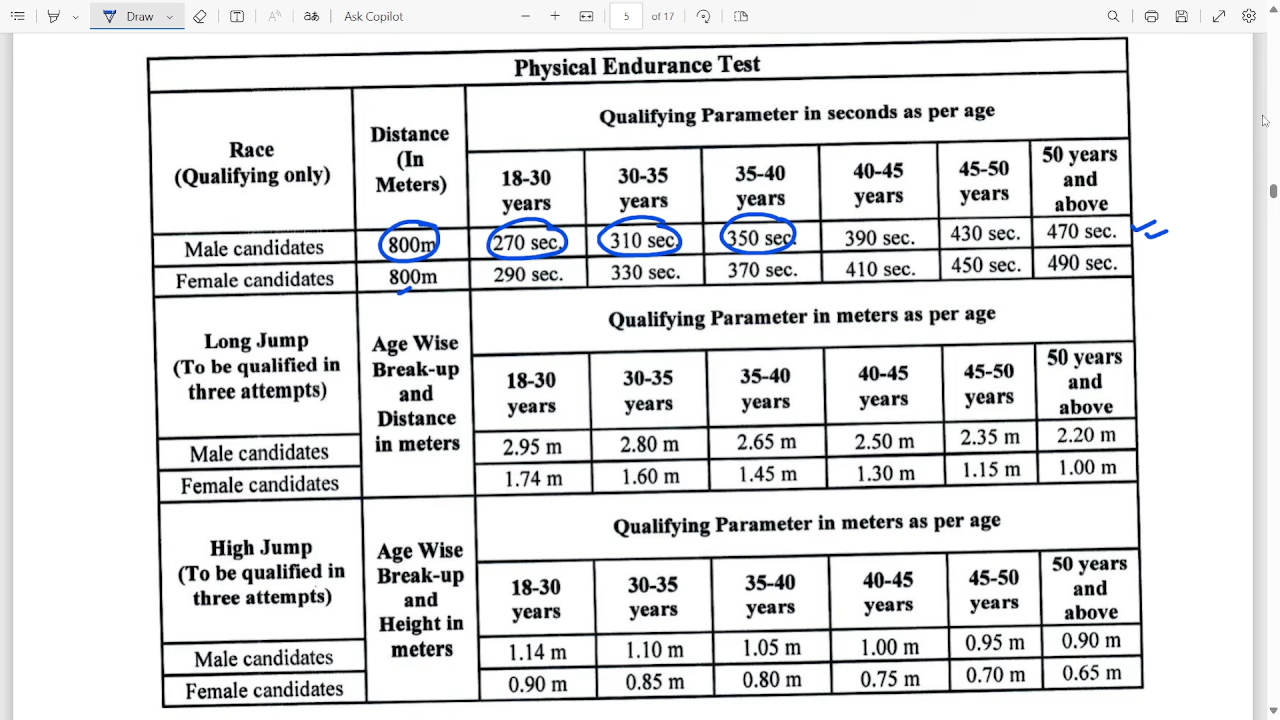 Draw
Ask Copilot
5 of 17
Physical Endurance Test
Race (Qualifying only)
Distance (In Meters)
Qualifying Parameter in seconds as per age
18-30 years
30-35 years
35-40 years
40-45 years
45-50 years
50 years and above
Male candidates 800m 270 sec. 310 sec. 350 sec. 390 sec. 430 sec. 470 sec.
Female candidates 800m 290 sec. 330 sec. 370 sec. 410 sec. 450 sec. 490 sec.
Long Jump (To be qualified in three attempts)
Age Wise Break-up and Distance in meters
Qualifying Parameter in meters as per age
18-30 years
30-35 years
35-40 years
40-45 years
45-50 years
50 years and above
Male candidates 2.95 m 2.80 m 2.65 m 2.50 m 2.35 m 2.20 m
Female candidates 1.74 m 1.60 m 1.45 m 1.30 m 1.15 m 1.00 m
High Jump (To be qualified in three attempts)
Age Wise Break-up and Height in meters
Qualifying Parameter in meters as per age
18-30 years
30-35 years
35-40 years
40-45 years
45-50 years
50 years and above
Male candidates 1.14 m 1.10 m 1.05 m 1.00 m 0.95 m 0.90 m
Female candidates 0.90 m 0.85 m 0.80 m 0.75 m 0.70 m 0.65 m